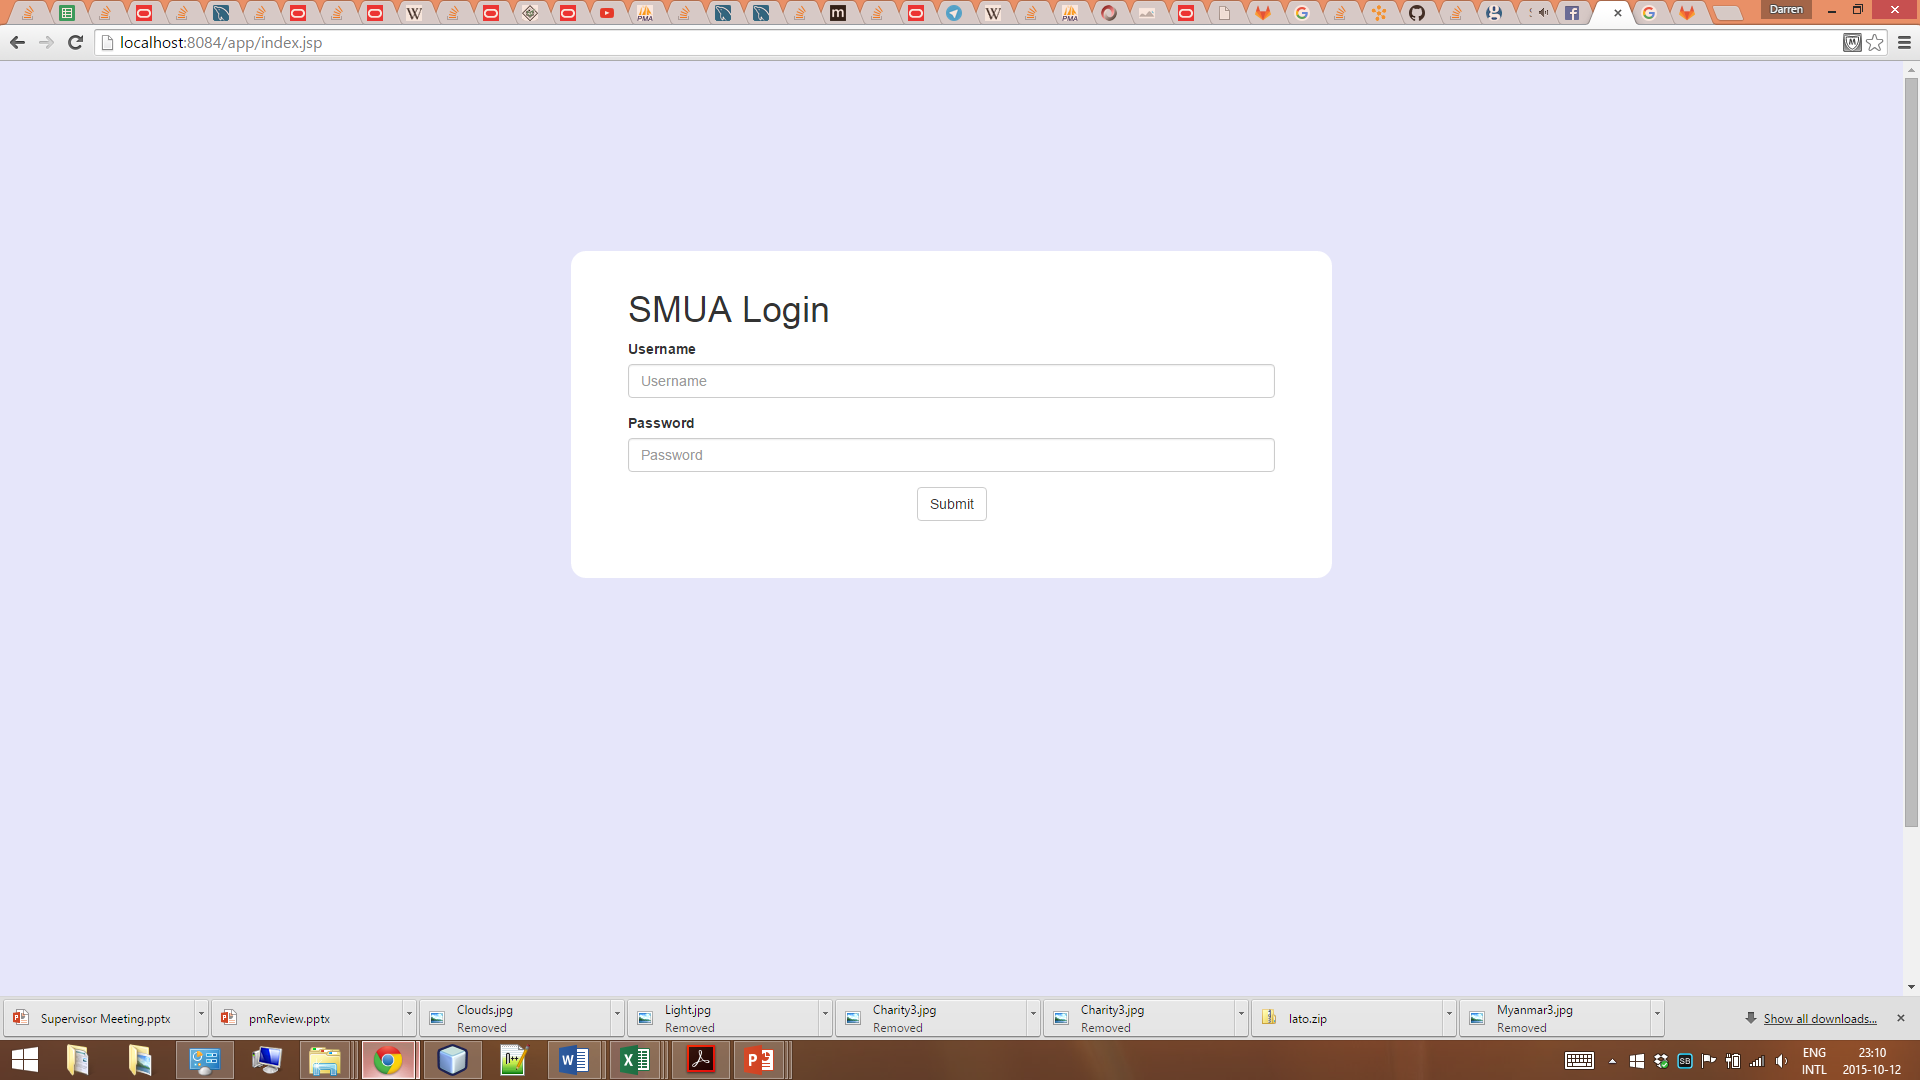 Darren
localhost:8084/app/index.jsp
SMUA Login
Username
Username
Password
Password
Submit
Supervisor Meeting.pptx
pmReview.pptx
Clouds.jpg
Removed
Light.jpg
Removed
Charity3.jpg
Removed
Charity3.jpg
Removed
lato.zip
Myanmar3.jpg
Removed
Show all downloads...
ENG
INTL
23:10
2015-10-12